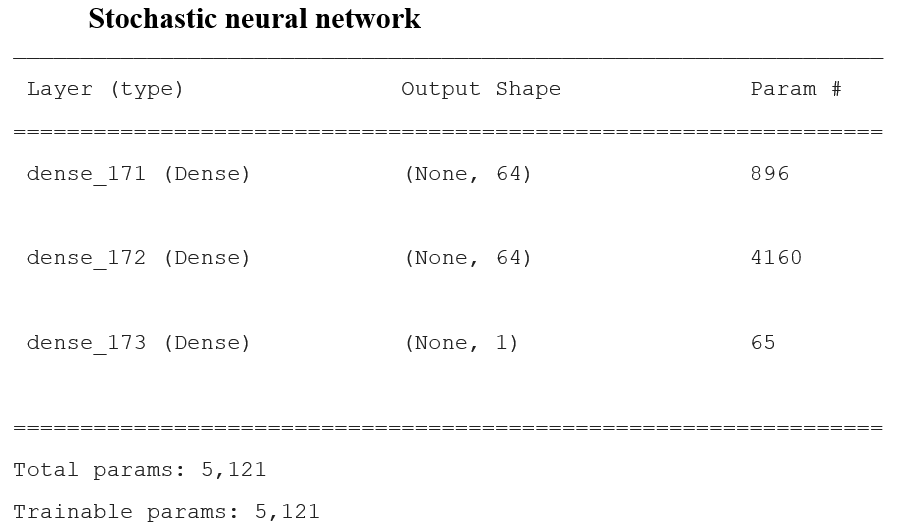 Stochastic neural network
Layer (type) Output Shape Param #
=================================================================
dense_171 (Dense) (None, 64) 896
dense_172 (Dense) (None, 64) 4160
dense_173 (Dense) (None, 1) 65
=================================================================
Total params: 5,121
Trainable params: 5,121